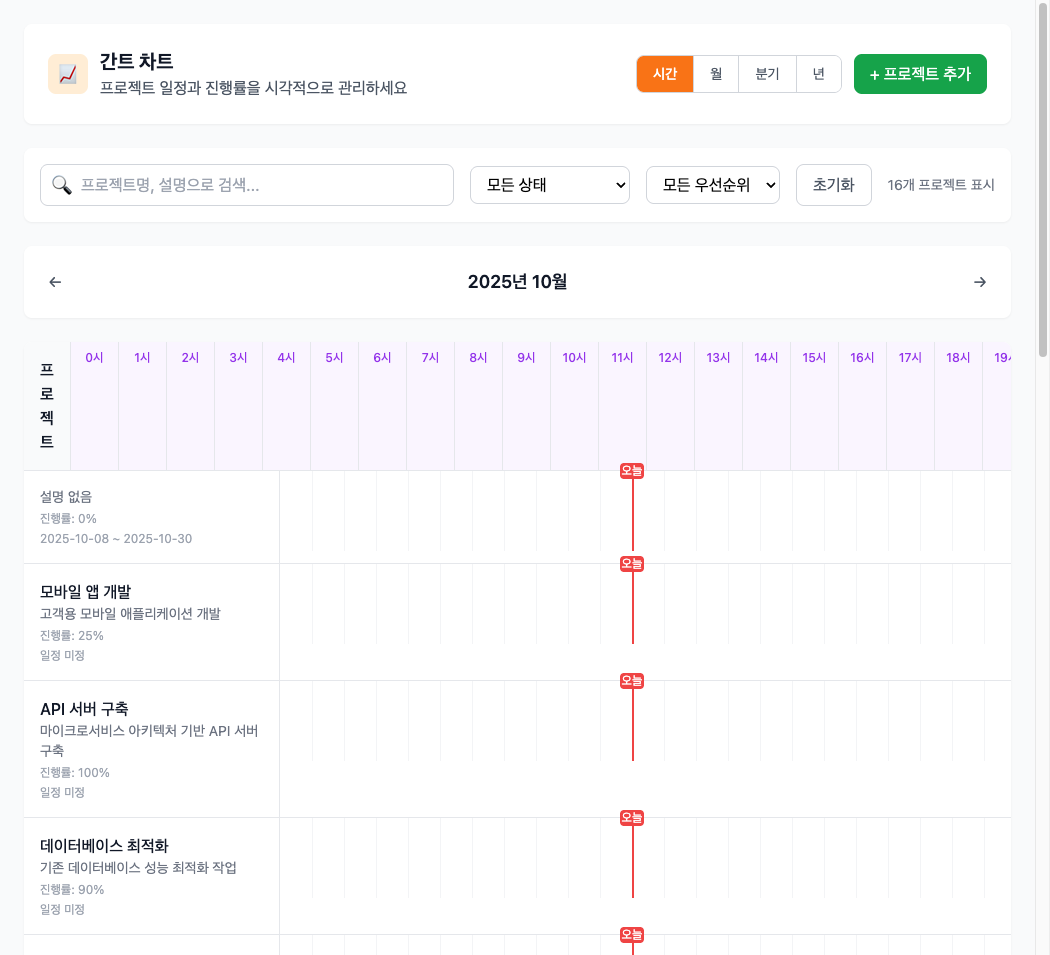 간트 차트
프로젝트 일정과 진행률을 시각적으로 관리하세요
시간 월 분기 년
+ 프로젝트 추가
프로젝트명, 설명으로 검색...
모든 상태
모든 우선순위
초기화
16개 프로젝트 표시
← 2025년 10월 →
프로젝트
0시 1시 2시 3시 4시 5시 6시 7시 8시 9시 10시 11시 12시 13시 14시 15시 16시 17시 18시 19시
오늘
설명 없음
진행률: 0%
2025-10-08 ~ 2025-10-30
오늘
모바일 앱 개발
고객용 모바일 애플리케이션 개발
진행률: 25%
일정 미정
오늘
API 서버 구축
마이크로서비스 아키텍처 기반 API 서버
구축
진행률: 100%
일정 미정
오늘
데이터베이스 최적화
기존 데이터베이스 성능 최적화 작업
진행률: 90%
일정 미정
오늘